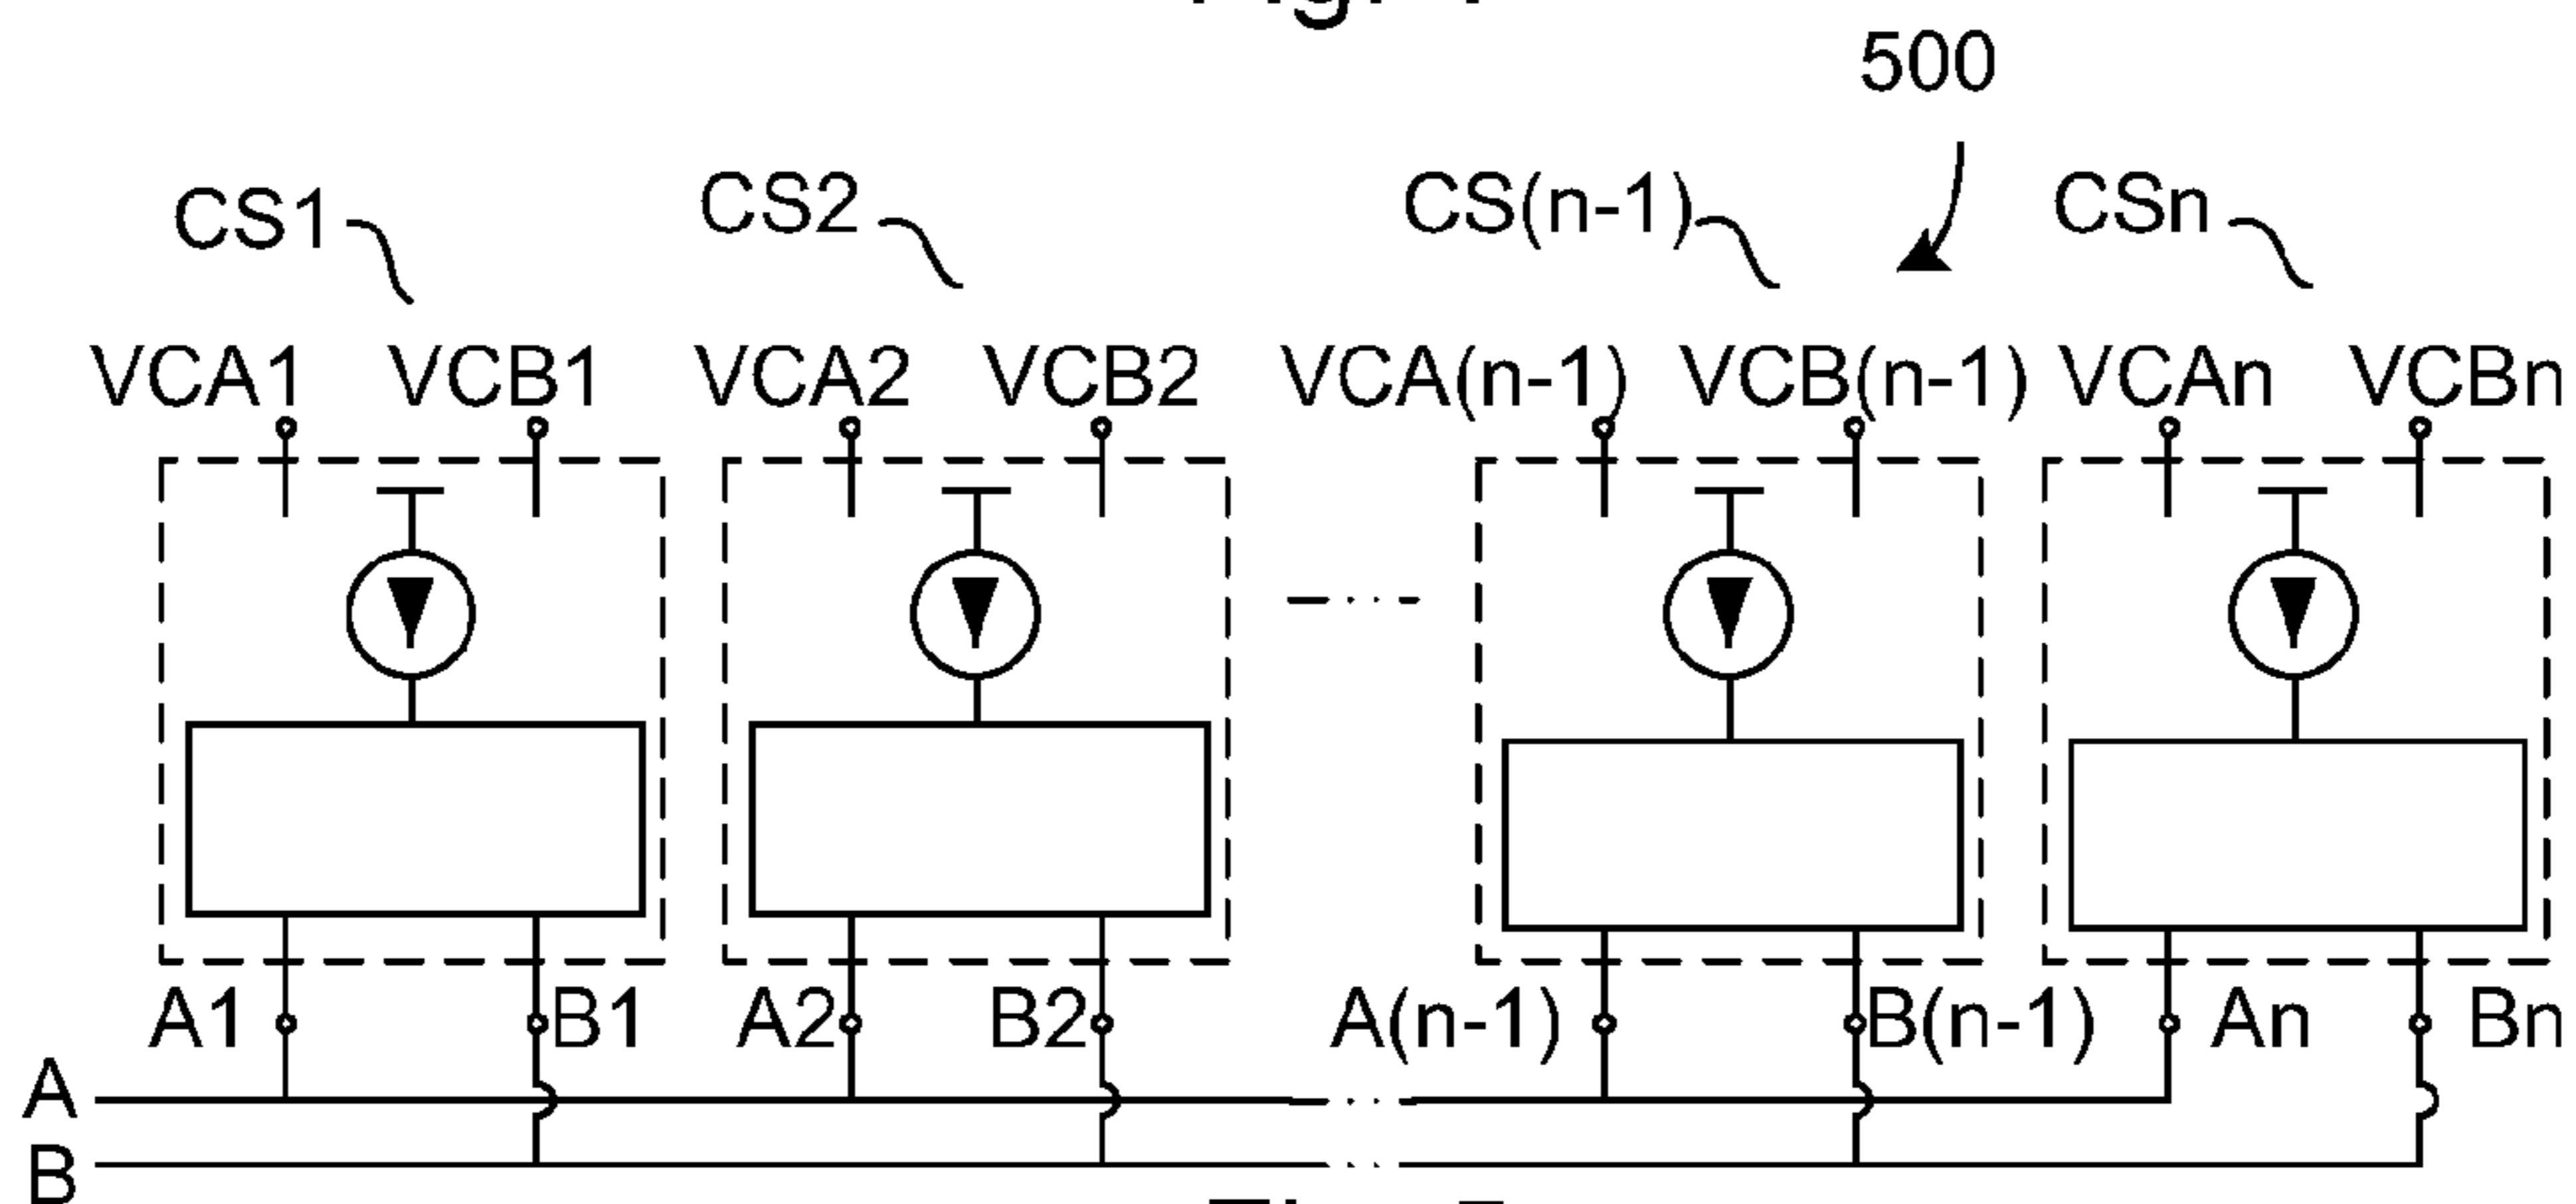 500
CS1 CS2 CS(n-1) CSn
VCA1 VCB1 VCA2 VCB2 VCA(n-1) VCB(n-1) VCAn VCBn
A1 B1 A2 B2 A(n-1) B(n-1) An Bn
A
B